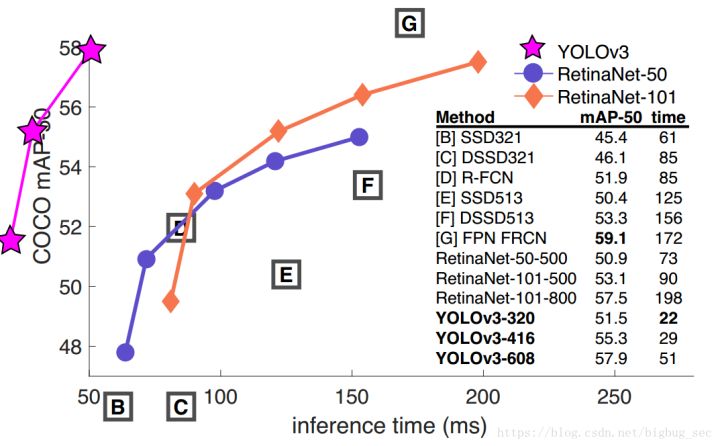 G
58
YOLOv3
RetinaNet-50
RetinaNet-101
56
COCO mAP-50
Method mAP-50 time
[B] SSD321 45.4 61
[C] DSSD321 46.1 85
[D] R-FCN 51.9 85
[E] SSD513 50.4 125
[F] DSSD513 53.3 156
[G] FPN FRCN 59.1 172
RetinaNet-50-500 50.9 73
RetinaNet-101-500 53.1 90
RetinaNet-101-800 57.5 198
YOLOv3-320 51.5 22
YOLOv3-416 55.3 29
YOLOv3-608 57.9 51
54
F
52
D
E
50
48
50 100 150 200 250
B
C
inference time (ms)
https://blog.csdn.net/bigbug_sec